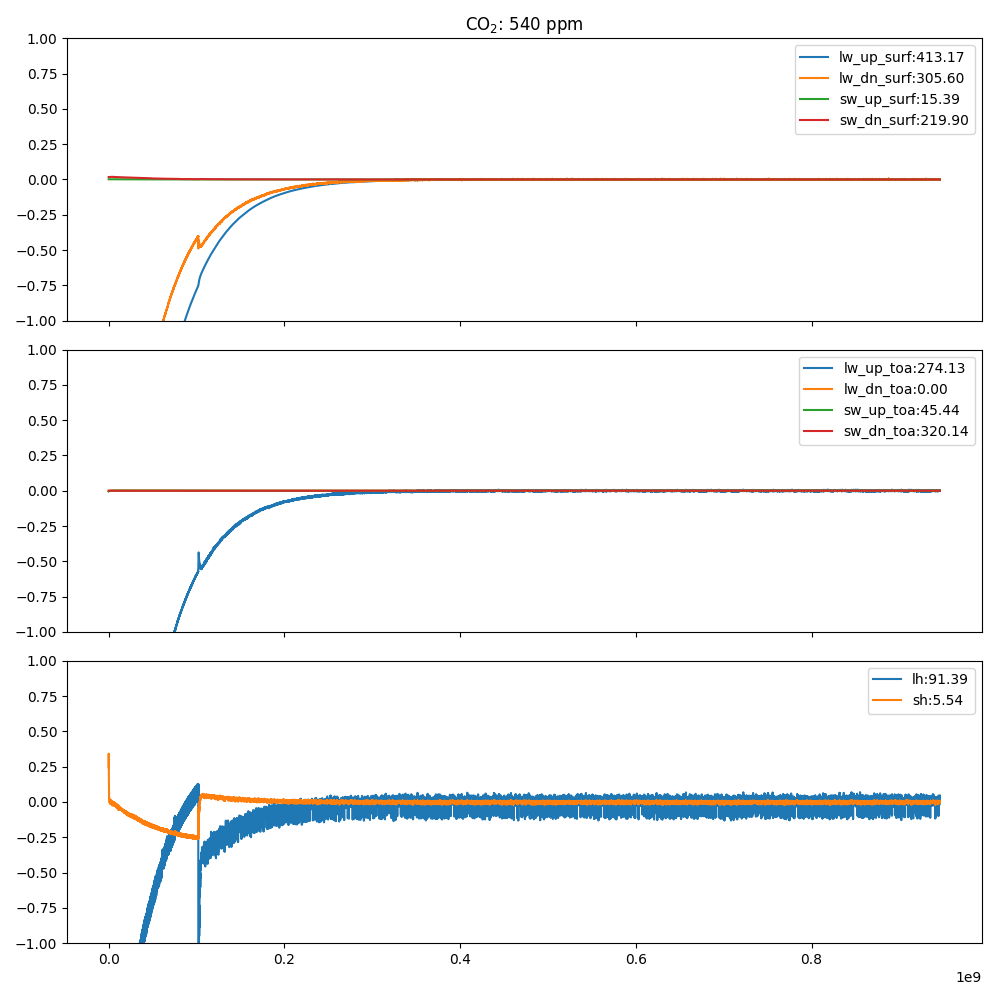 CO₂: 540 ppm
1.00
0.75
0.50
0.25
0.00
−0.25
−0.50
−0.75
−1.00
lw_up_surf:413.17
lw_dn_surf:305.60
sw_up_surf:15.39
sw_dn_surf:219.90
1.00
0.75
0.50
0.25
0.00
−0.25
−0.50
−0.75
−1.00
lw_up_toa:274.13
lw_dn_toa:0.00
sw_up_toa:45.44
sw_dn_toa:320.14
1.00
0.75
0.50
0.25
0.00
−0.25
−0.50
−0.75
−1.00
lh:91.39
sh:5.54
0.0 0.2 0.4 0.6 0.8
1e9